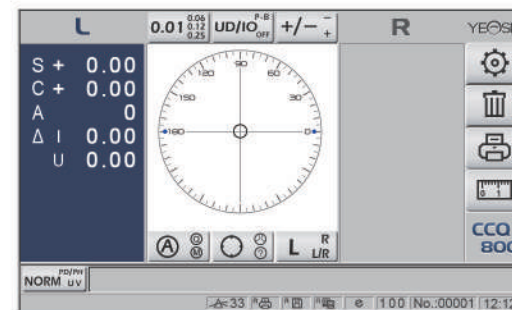 L
0.01 0.06 0.12 0.25
UD/IO P-B OFF
+/− − +
R
S + 0.00
C + 0.00
A 0
Δ I 0.00
U 0.00
120 90 60
150 30
180 0
A O M
L R L/R
0 1
CCQ
800
NORM PD/PH UV
33
e
100
No.:00001
12:12